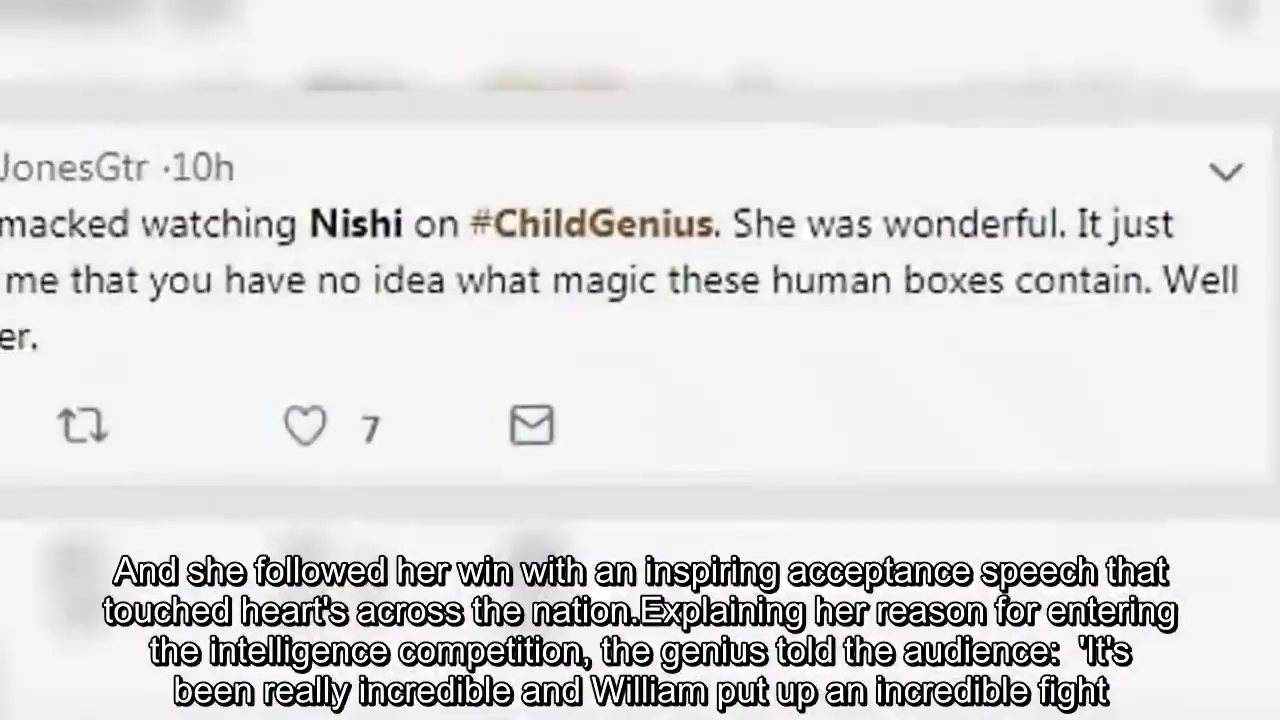 JonesGtr ·10h
macked watching Nishi on #ChildGenius. She was wonderful. It just
me that you have no idea what magic these human boxes contain. Well
er.
7
And she followed her win with an inspiring acceptance speech that
touched heart's across the nation.Explaining her reason for entering
the intelligence competition, the genius told the audience: 'It's
been really incredible and William put up an incredible fight